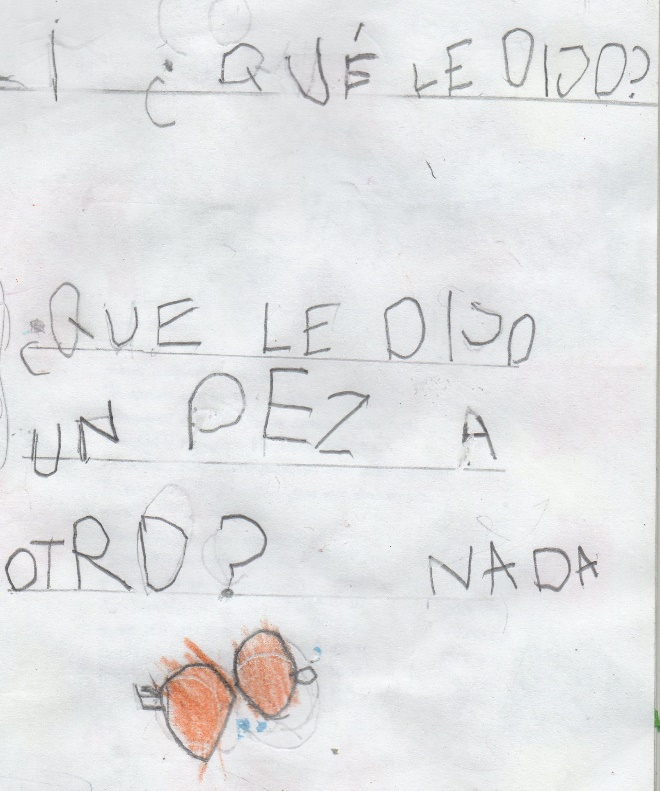 Í ¿QUÉ LE DIJO?
¿QUE LE DIJO
UN PEZ A
OTRO? NADA